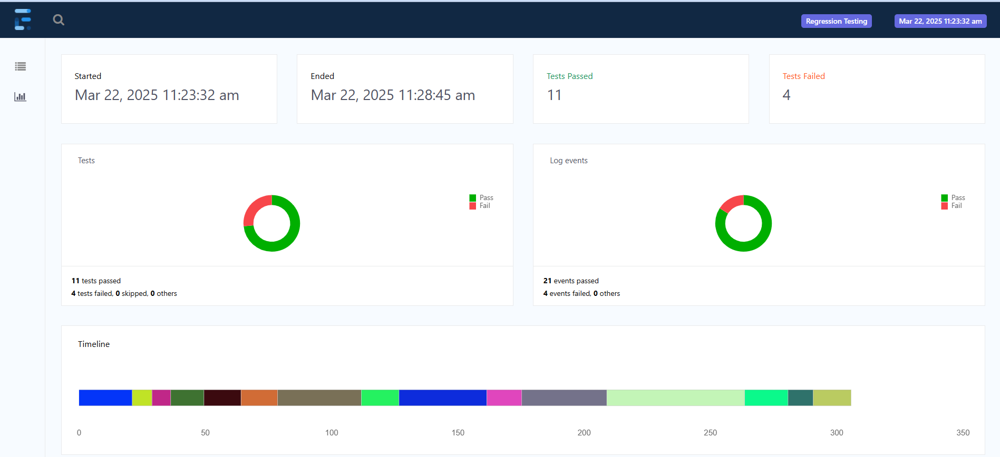 Regression Testing
Mar 22, 2025 11:23:32 am
Started
Mar 22, 2025 11:23:32 am
Ended
Mar 22, 2025 11:28:45 am
Tests Passed
11
Tests Failed
4
Tests
Pass
Fail
11 tests passed
4 tests failed, 0 skipped, 0 others
Log events
Pass
Fail
21 events passed
4 events failed, 0 others
Timeline
0 50 100 150 200 250 300 350